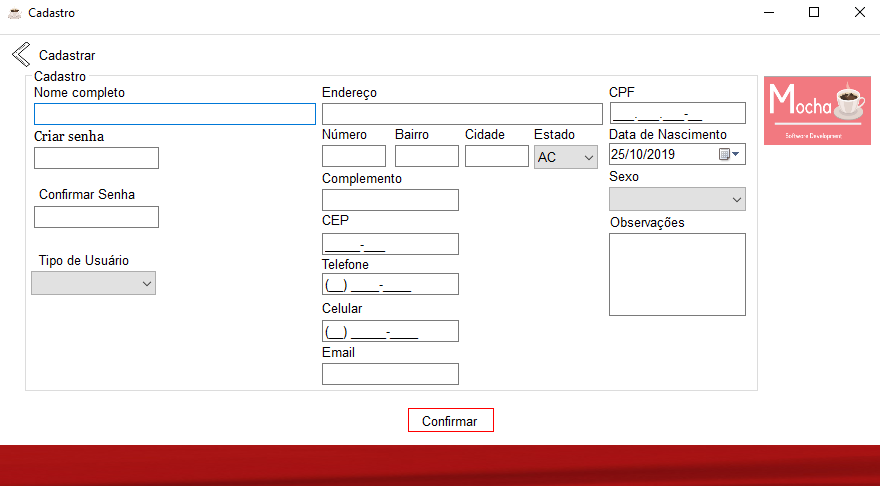 Cadastro
Cadastrar
Cadastro
Nome completo
Criar senha
Confirmar Senha
Tipo de Usuário
Endereço
Número Bairro Cidade Estado
AC
Complemento
CEP
_____-___
Telefone
(__) ____-____
Celular
(__) _____-____
Email
CPF
___.___.___-__
Data de Nascimento
25/10/2019
Sexo
Observações
Mocha
Software Development
Confirmar